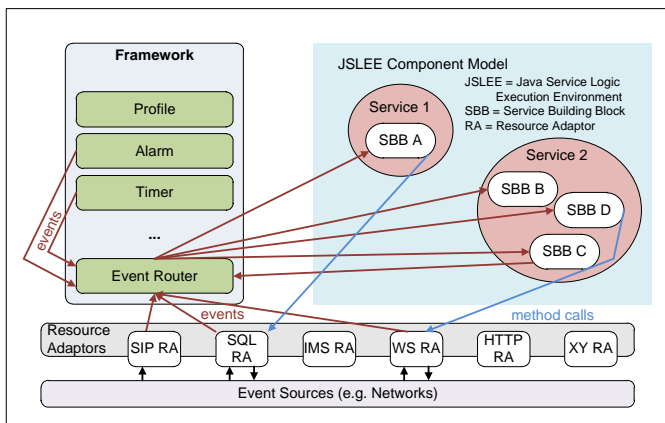 Framework
Profile
Alarm
Timer
...
Event Router
events
JSLEE Component Model
JSLEE = Java Service Logic
Execution Environment
SBB = Service Building Block
RA = Resource Adaptor
Service 1
SBB A
Service 2
SBB B
SBB D
SBB C
events
method calls
Resource
Adaptors
SIP RA
SQL
RA
IMS RA
WS RA
HTTP
RA
XY RA
Event Sources (e.g. Networks)